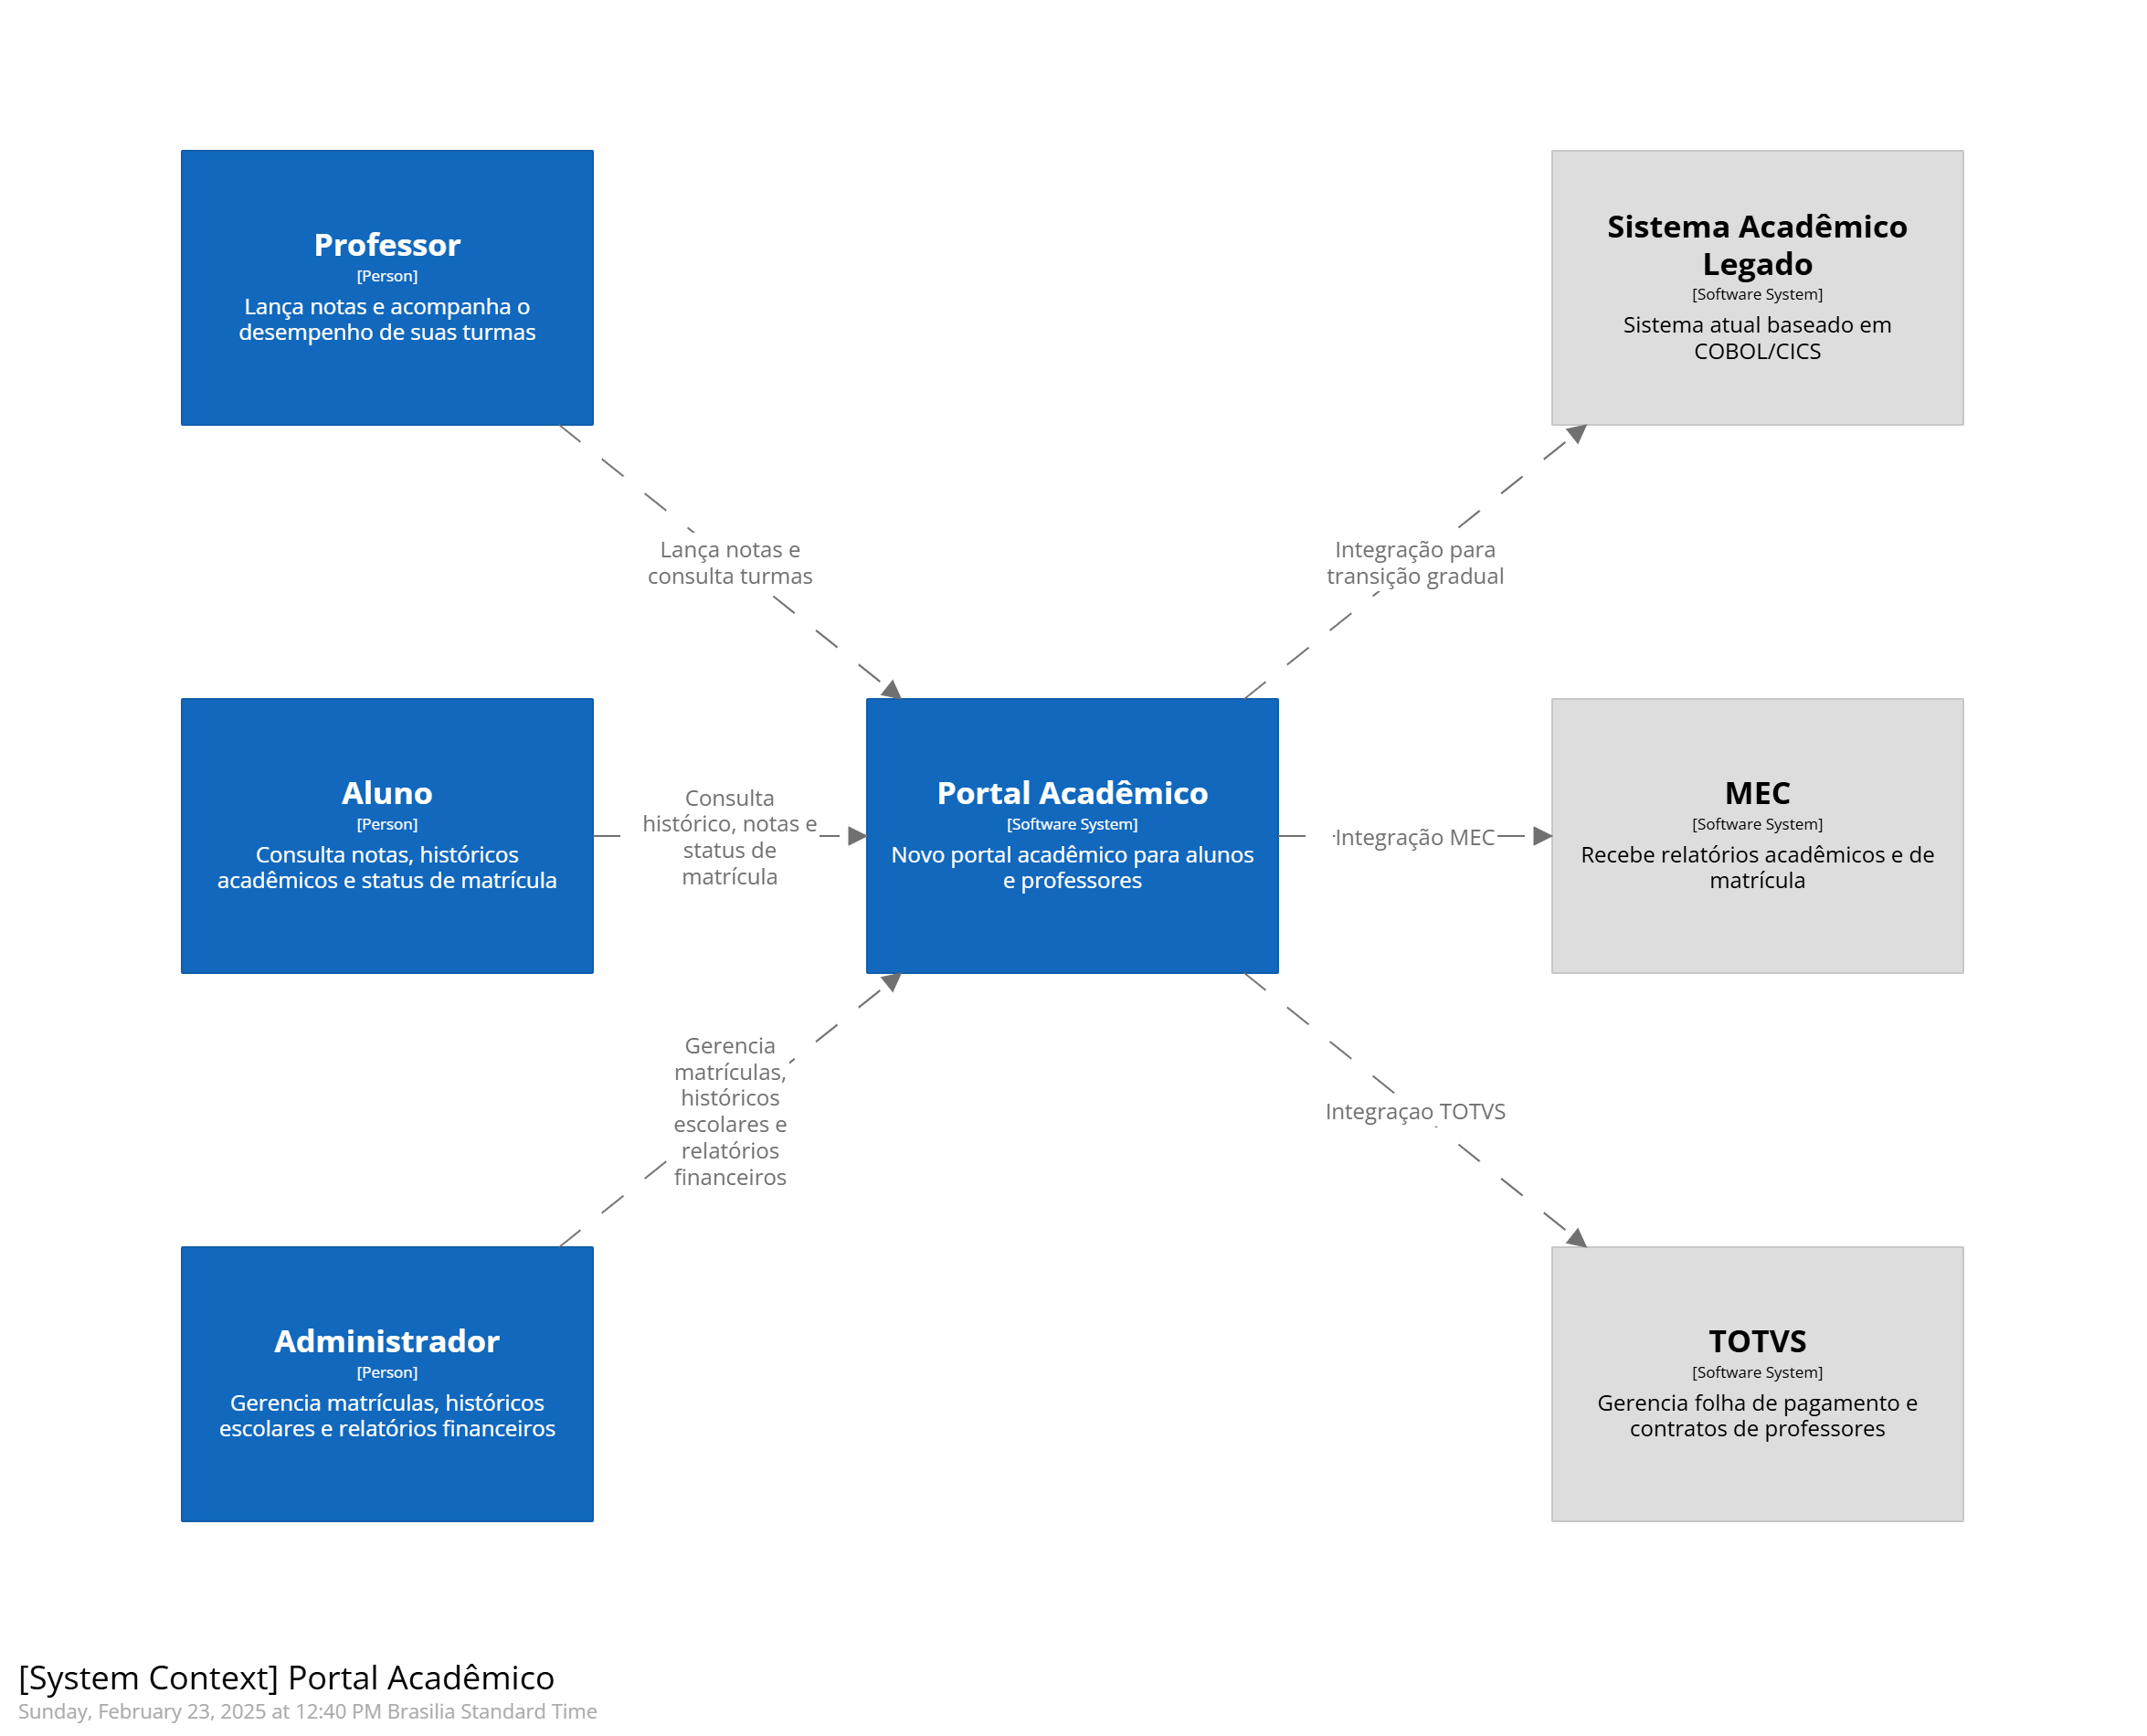 Professor
[Person]
Lança notas e acompanha o
desempenho de suas turmas
Sistema Acadêmico
Legado
[Software System]
Sistema atual baseado em
COBOL/CICS
Lança notas e
consulta turmas
Integração para
transição gradual
Aluno
[Person]
Consulta notas, históricos
acadêmicos e status de matrícula
Consulta
histórico, notas e
status de
matrícula
Portal Acadêmico
[Software System]
Novo portal acadêmico para alunos
e professores
Integração MEC
MEC
[Software System]
Recebe relatórios acadêmicos e de
matrícula
Gerencia
matrículas,
históricos
escolares e
relatórios
financeiros
Integraçao TOTVS
Administrador
[Person]
Gerencia matrículas, históricos
escolares e relatórios financeiros
TOTVS
[Software System]
Gerencia folha de pagamento e
contratos de professores
[System Context] Portal Acadêmico
Sunday, February 23, 2025 at 12:40 PM Brasilia Standard Time